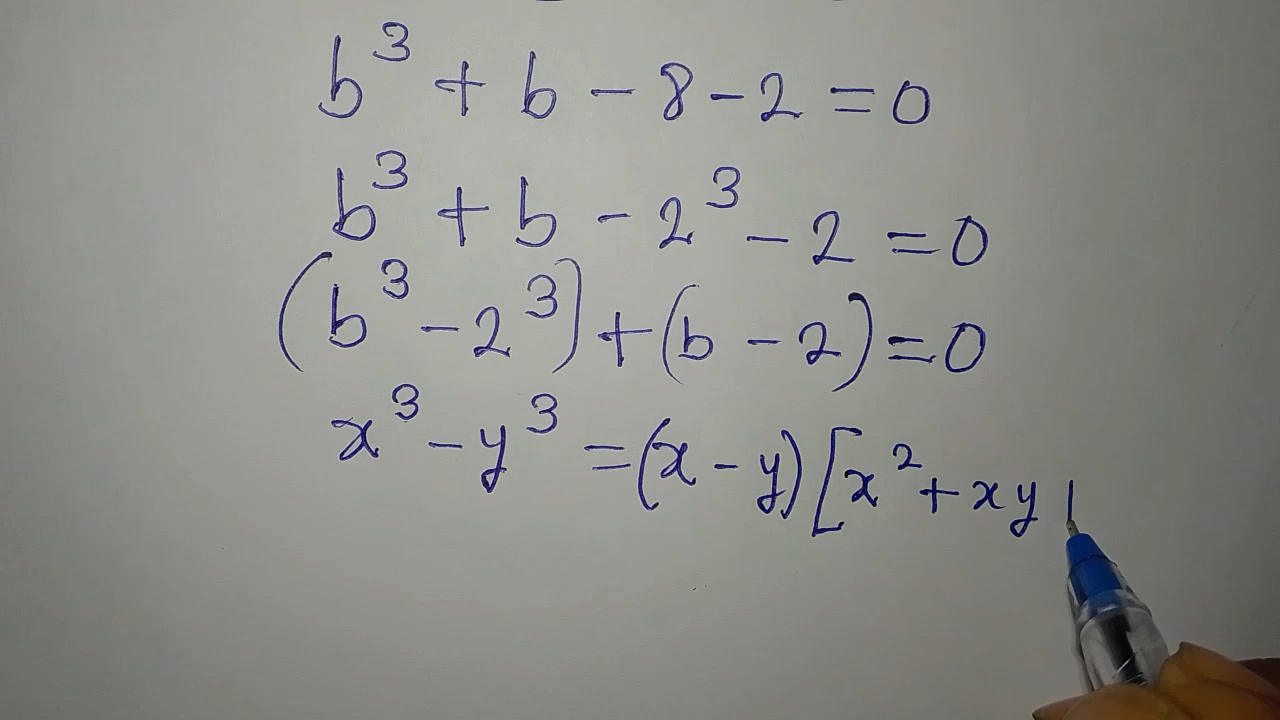 b³ + b - 8 - 2 = 0
b³ + b - 2³ - 2 = 0
(b³ - 2³) + (b - 2) = 0
x³ - y³ = (x - y) [x² + xy